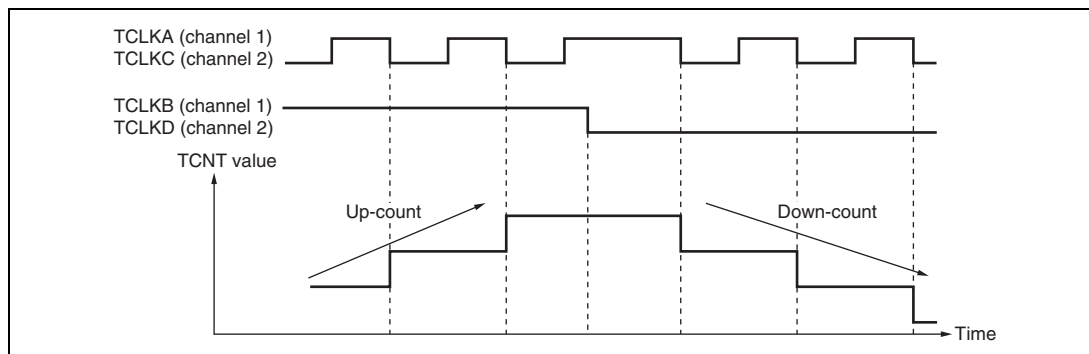 TCLKA (channel 1)
TCLKC (channel 2)
TCLKB (channel 1)
TCLKD (channel 2)
TCNT value
Up-count
Down-count
Time